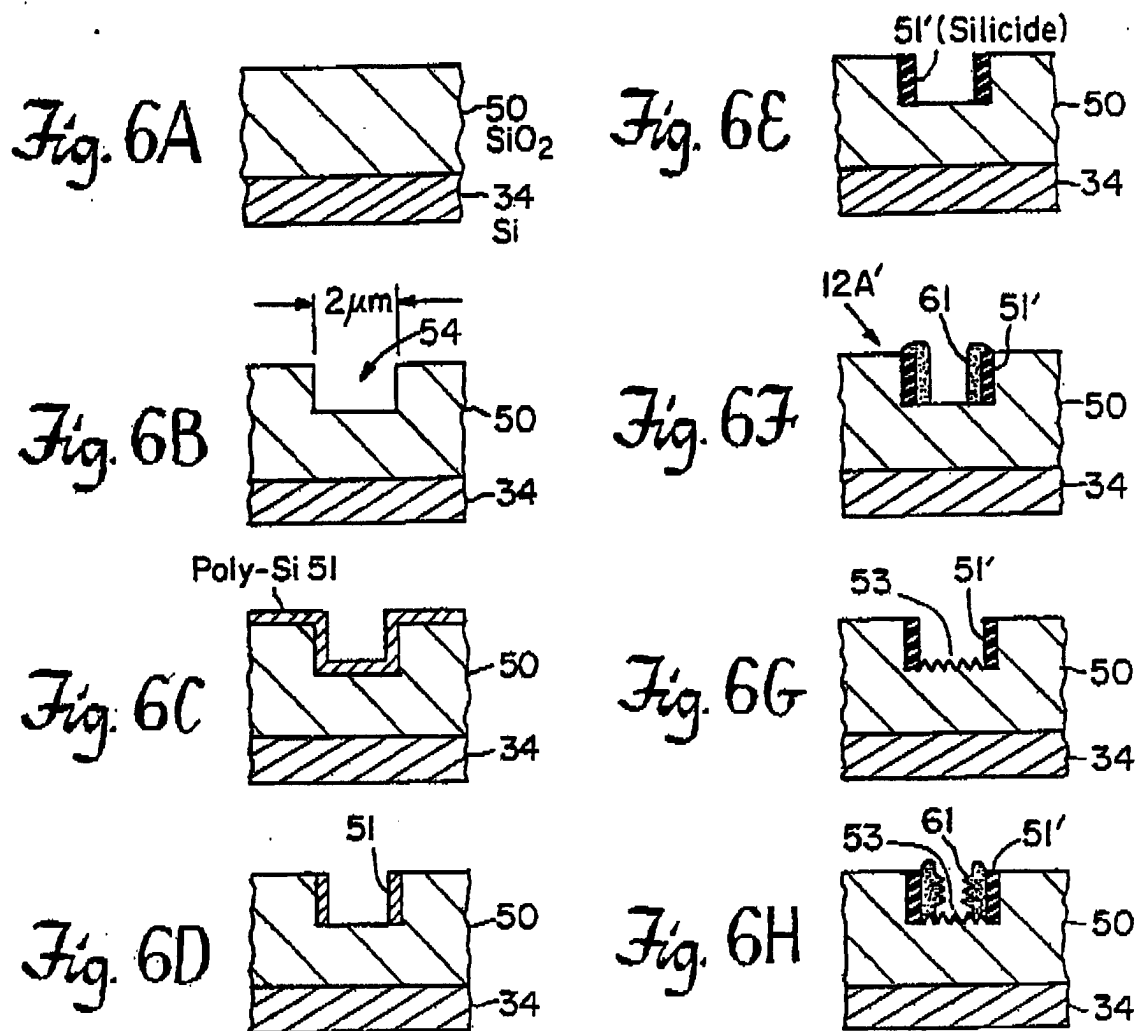 Fig. 6A
50
SiO2
34
Si
Fig. 6B
2μm
54
50
34
Fig. 6C
Poly-Si 51
50
34
Fig. 6D
51
50
34
Fig. 6E
51'(Silicide)
50
34
Fig. 6F
12A'
61
51'
50
34
Fig. 6G
53
51'
50
34
Fig. 6H
53
61
51'
50
34